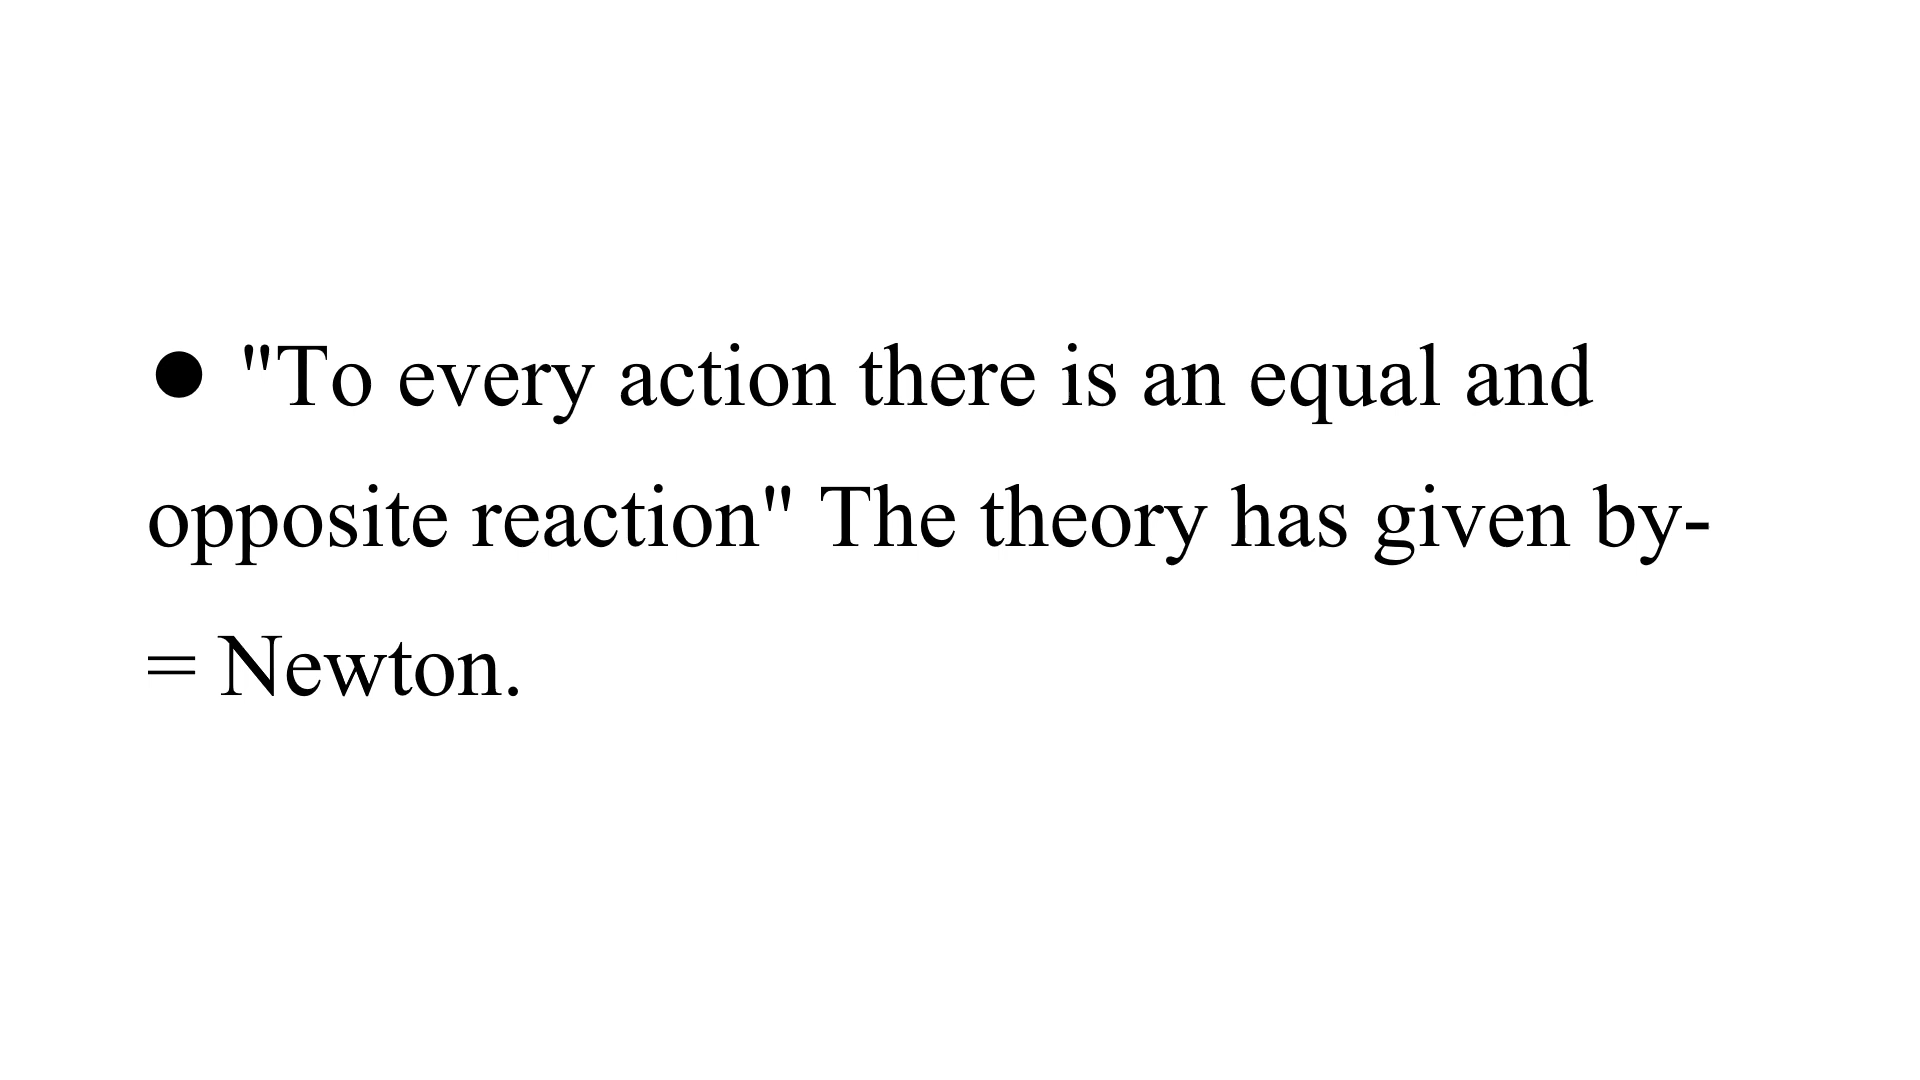 ● "To every action there is an equal and
opposite reaction" The theory has given by-
= Newton.